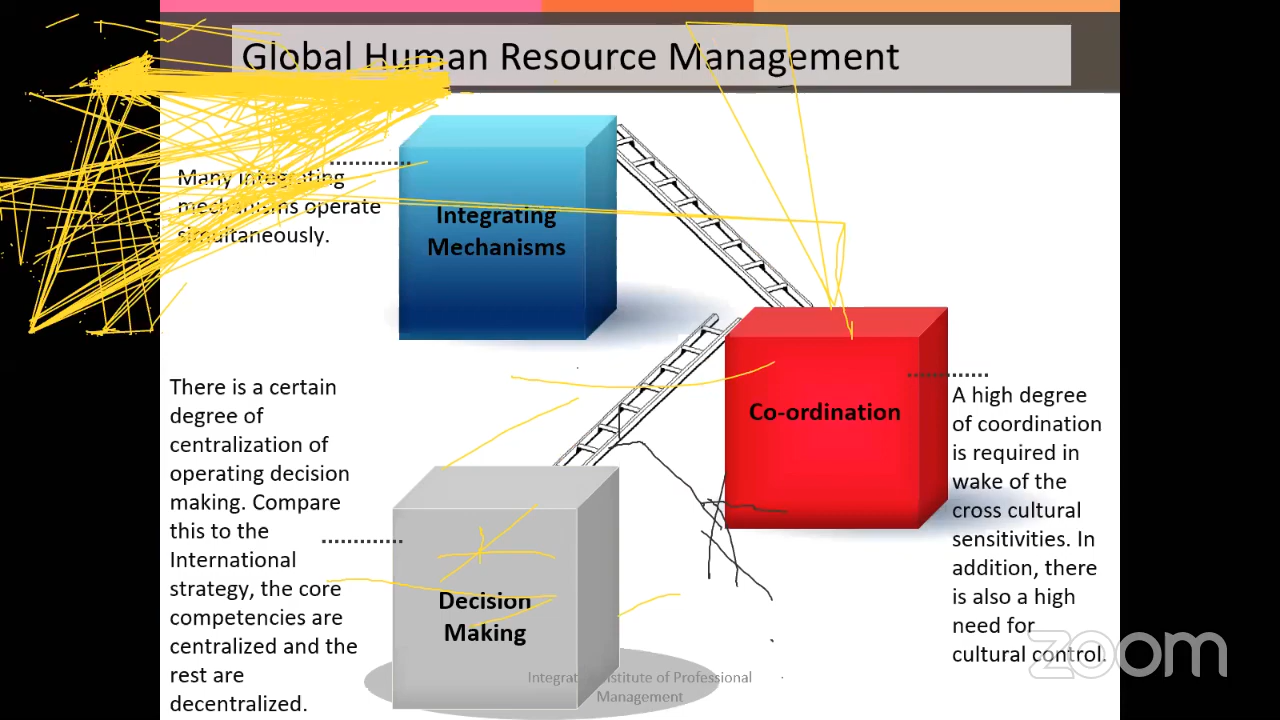 Global Human Resource Management
Many integrating
mechanisms operate
simultaneously.
Integrating
Mechanisms
Co-ordination
A high degree
of coordination
is required in
wake of the
cross cultural
sensitivities. In
addition, there
is also a high
need for
cultural control.
There is a certain
degree of
centralization of
operating decision
making. Compare
this to the
International
strategy, the core
competencies are
centralized and the
rest are
decentralized.
Decision
Making
Institute of Professional
Management
zoom